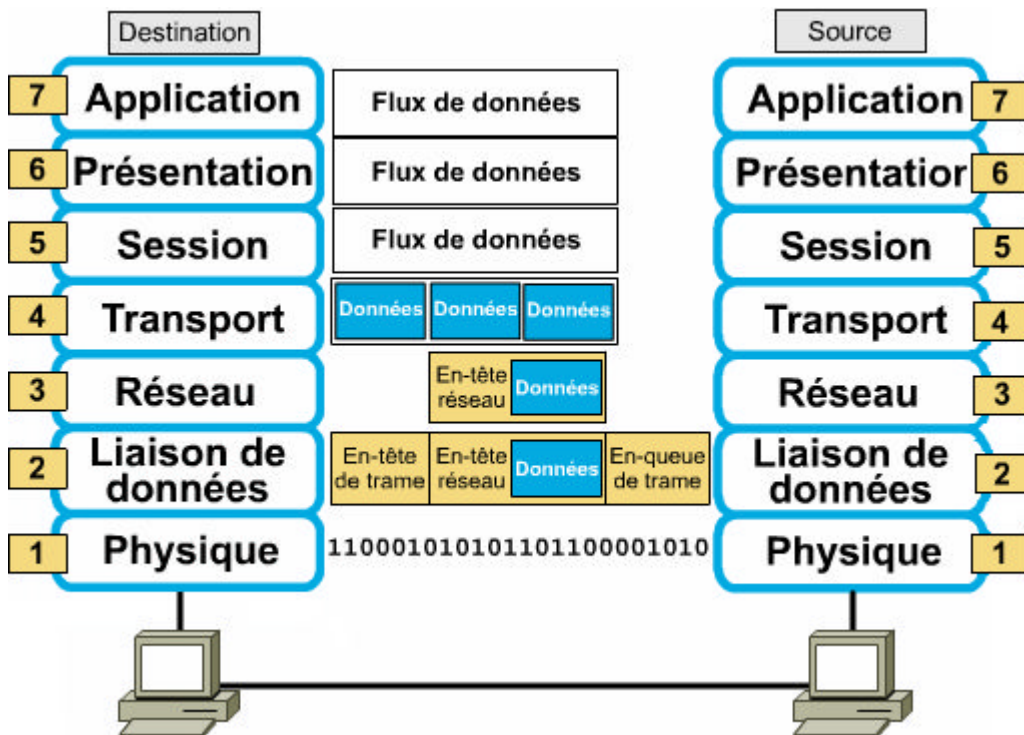 Destination
Source
7 Application
Flux de données
Application 7
6 Présentation
Flux de données
Présentatior 6
5 Session
Flux de données
Session 5
4 Transport
Données Données Données
Transport 4
3 Réseau
En-tête
réseau
Données
Réseau 3
2 Liaison de
données
En-tête
de trame
En-tête
réseau
Données
En-queue
de trame
Liaison de
données 2
1 Physique
110001010101101100001010
Physique 1